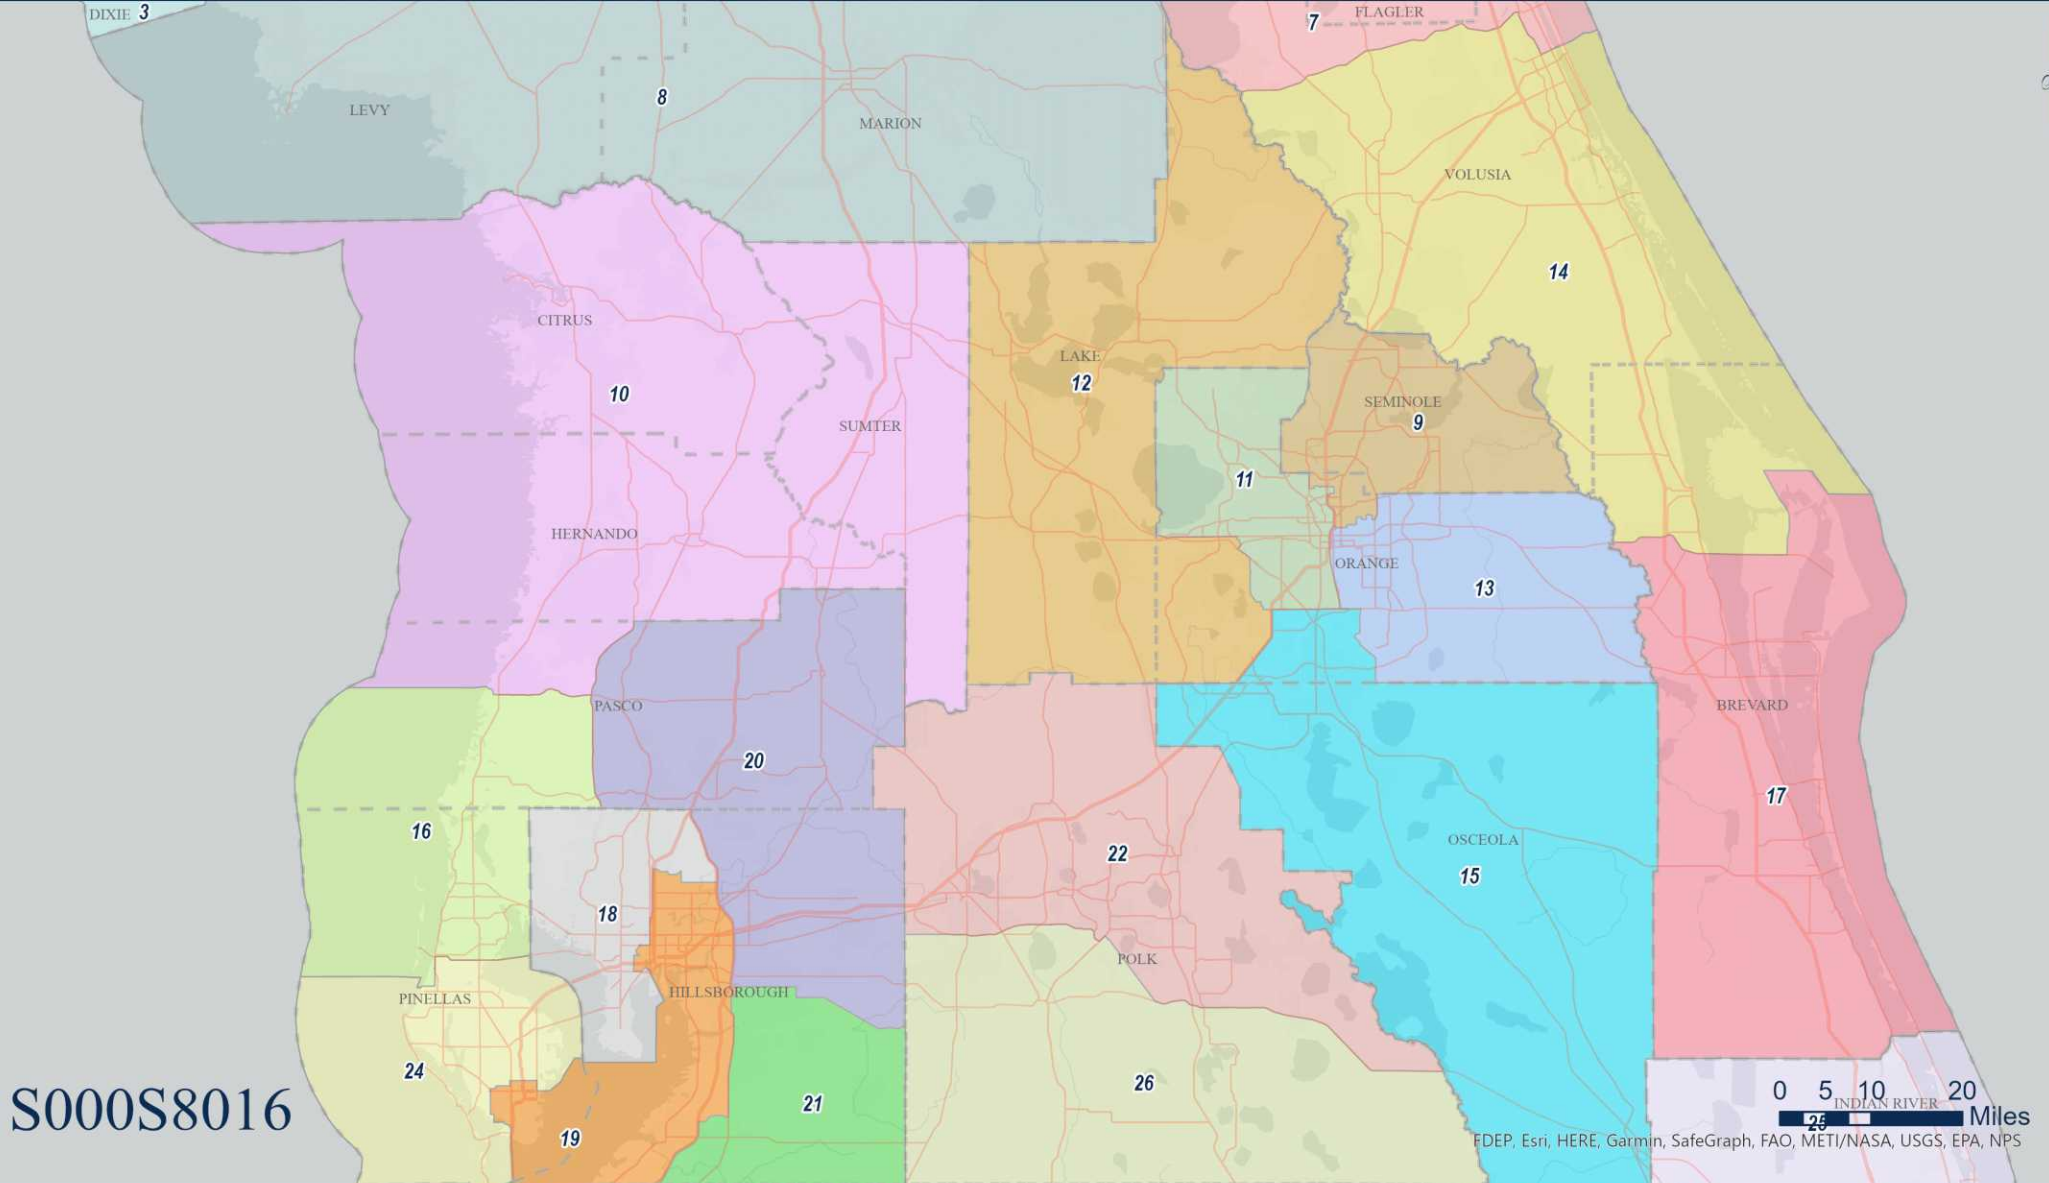 DIXIE 3
7 FLAGLER
8
LEVY
MARION
VOLUSIA
14
CITRUS
LAKE
12
10
SEMINOLE
9
SUMTER
11
HERNANDO
ORANGE
13
PASCO
BREVARD
20
17
16
22
OSCEOLA
15
18
POLK
HILLSBOROUGH
PINELLAS
24
26
21
19
S000S8016
0 5 10 20
Miles
INDIAN RIVER
25
FDEP, Esri, HERE, Garmin, SafeGraph, FAO, METI/NASA, USGS, EPA, NPS